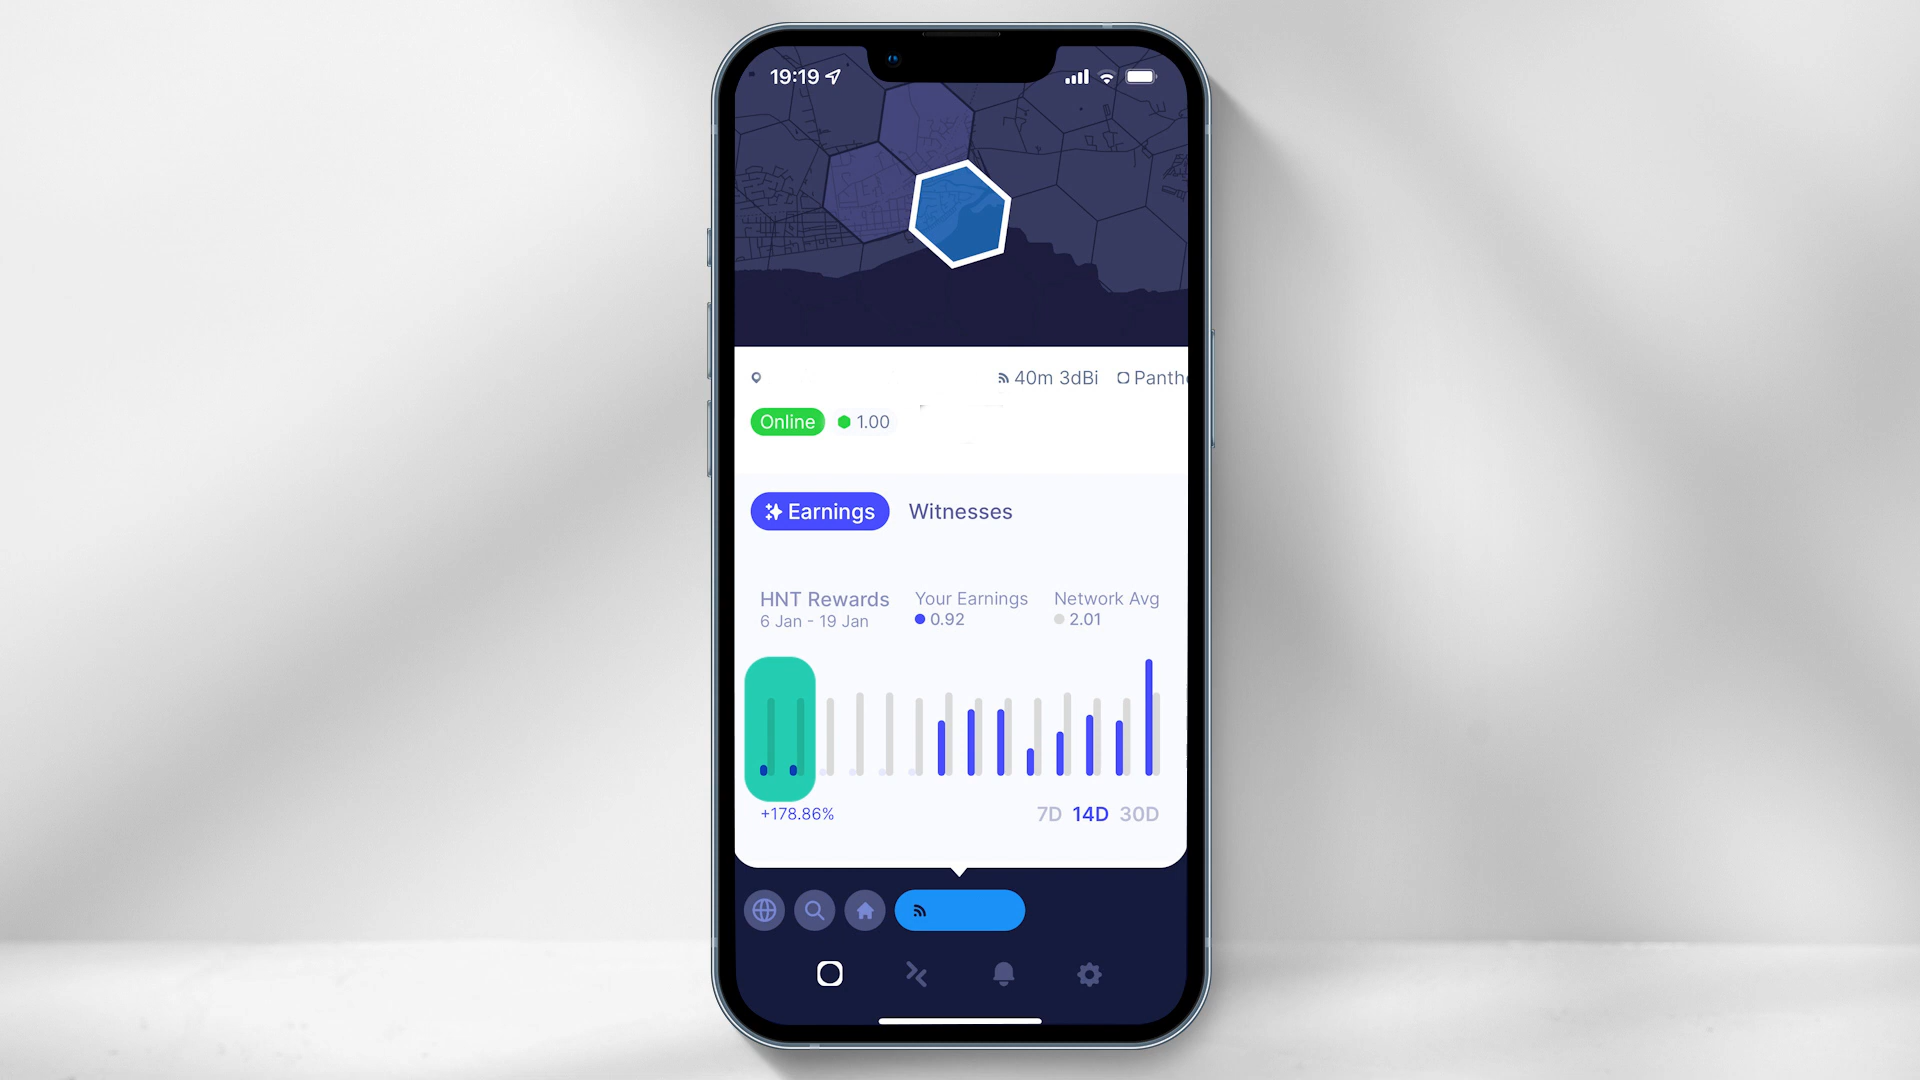 19:19
40m 3dBi Panth
Online 1.00
Earnings Witnesses
HNT Rewards Your Earnings Network Avg
6 Jan - 19 Jan 0.92 2.01
+178.86% 7D 14D 30D